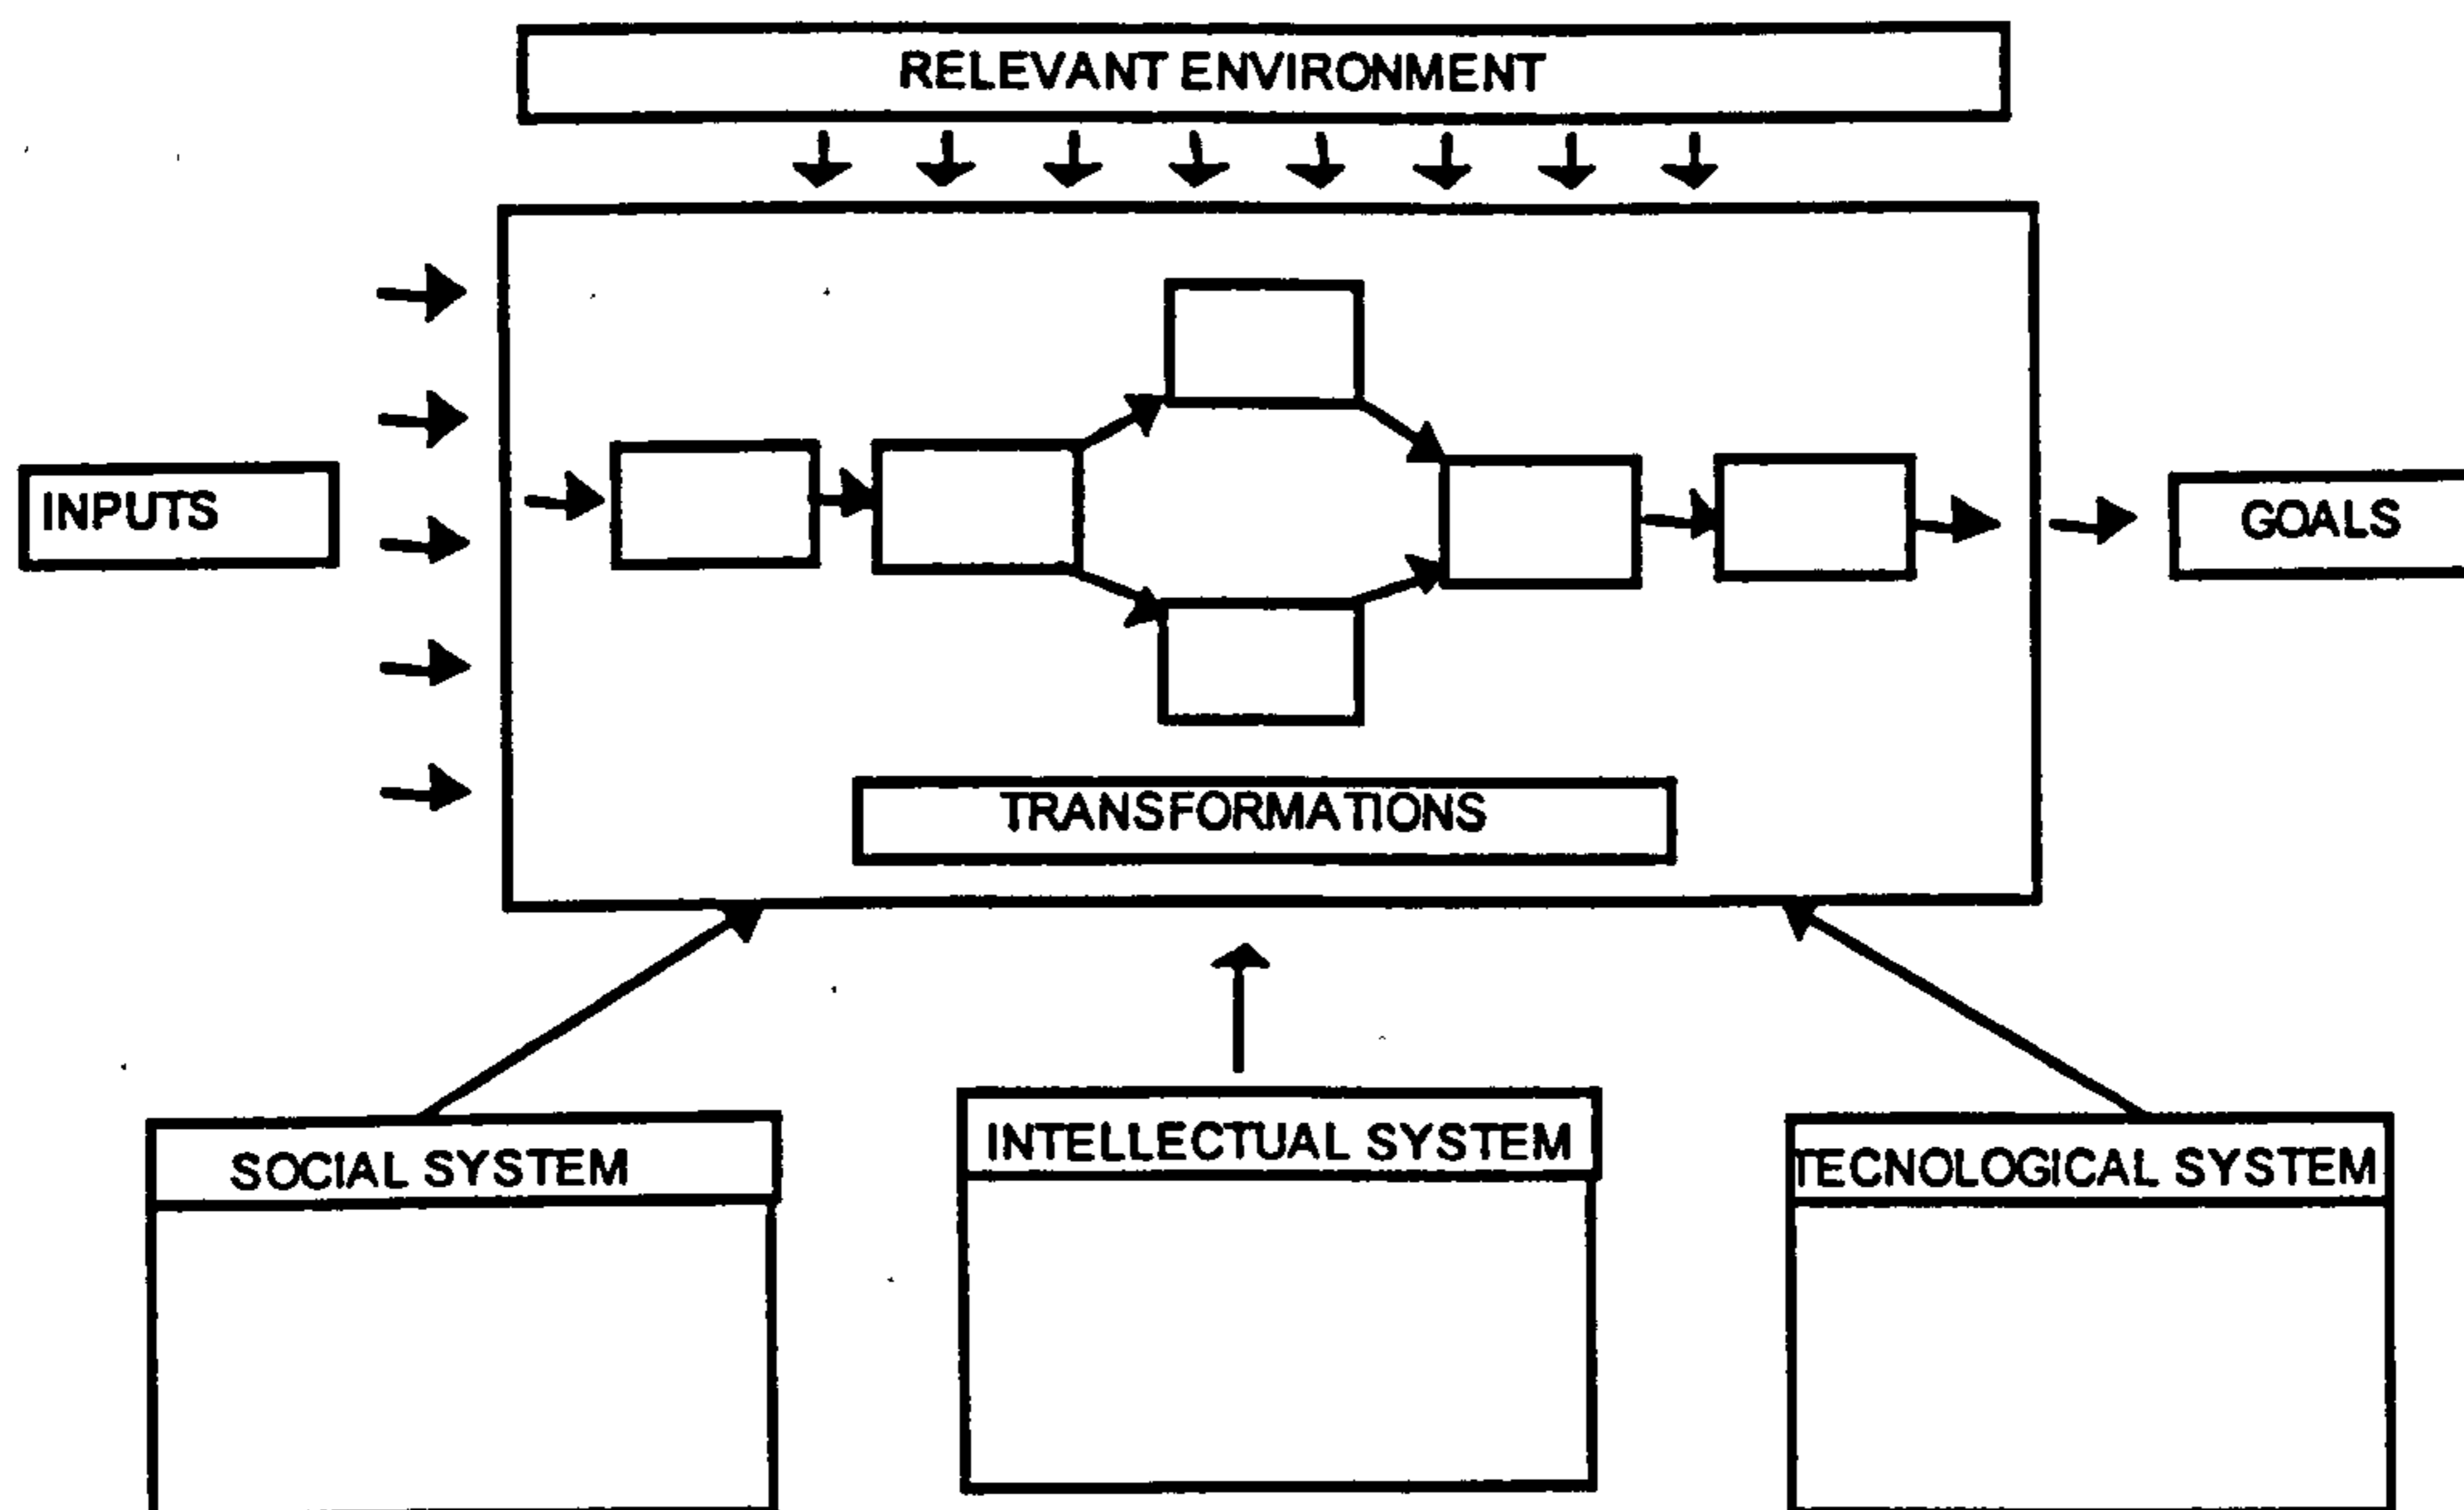 RELEVANT ENVIRONMENT
INPUTS
GOALS
TRANSFORMATIONS
SOCIAL SYSTEM
INTELLECTUAL SYSTEM
TECNOLOGICAL SYSTEM